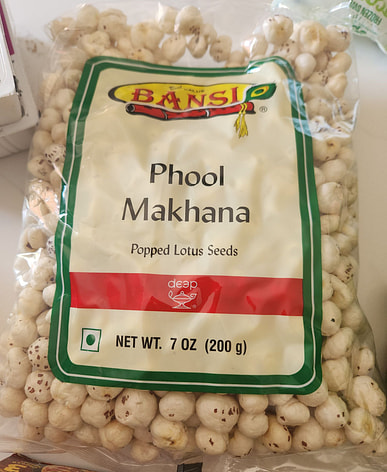 BANSI
®
Phool
Makhana
Popped Lotus Seeds
deep
NET WT. 7 OZ (200 g)